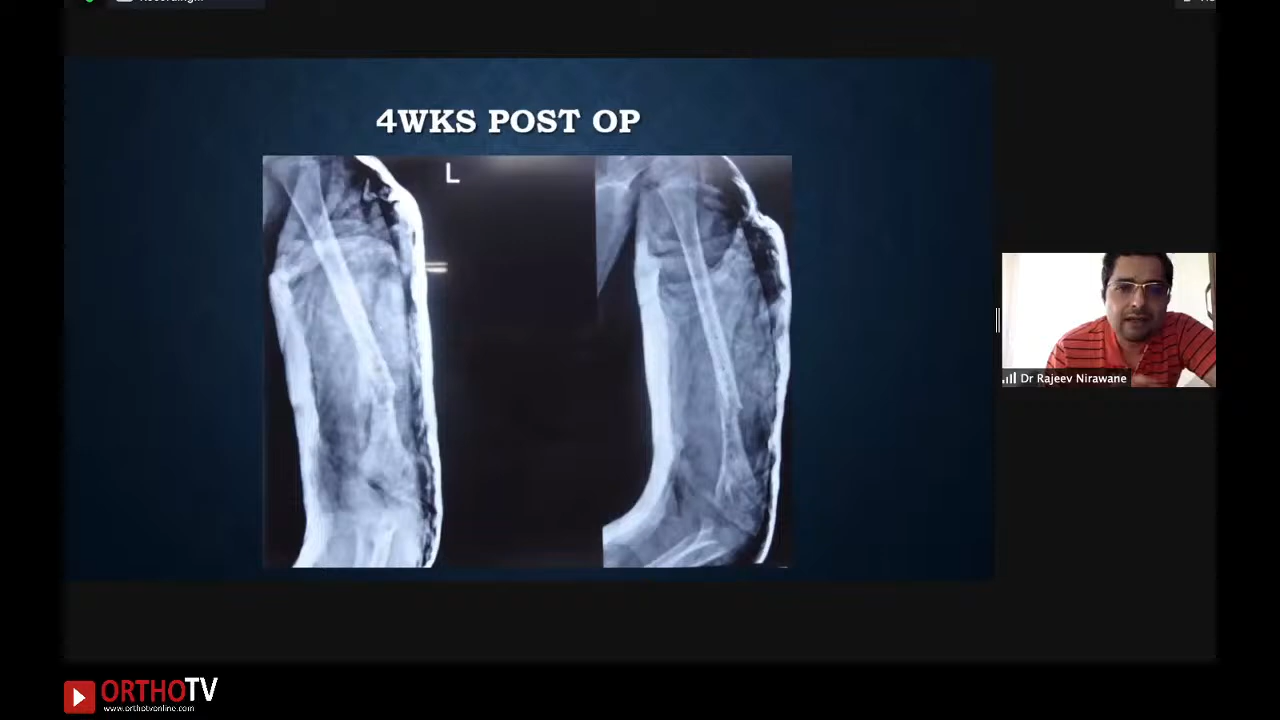 4WKS POST OP
L
Dr Rajeev Nirawane
ORTHOTV
www.orthotvonline.com